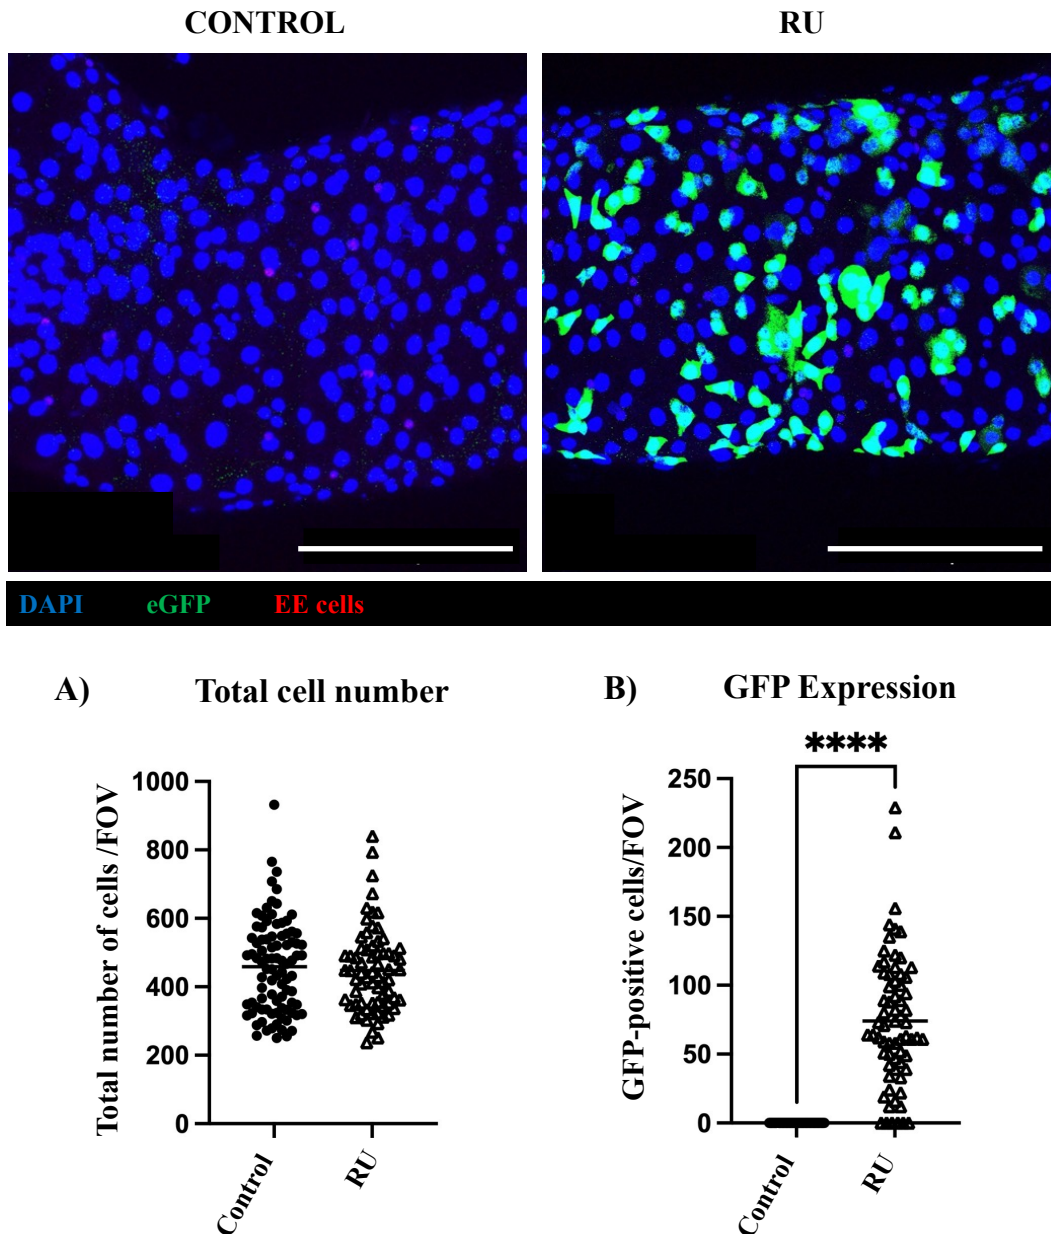 CONTROL RU
DAPI eGFP EE cells
A) Total cell number
Total number of cells /FOV
1000
800
600
400
200
0
Control
RU
B) GFP Expression
****
GFP-positive cells/FOV
250
200
150
100
50
0
Control
RU